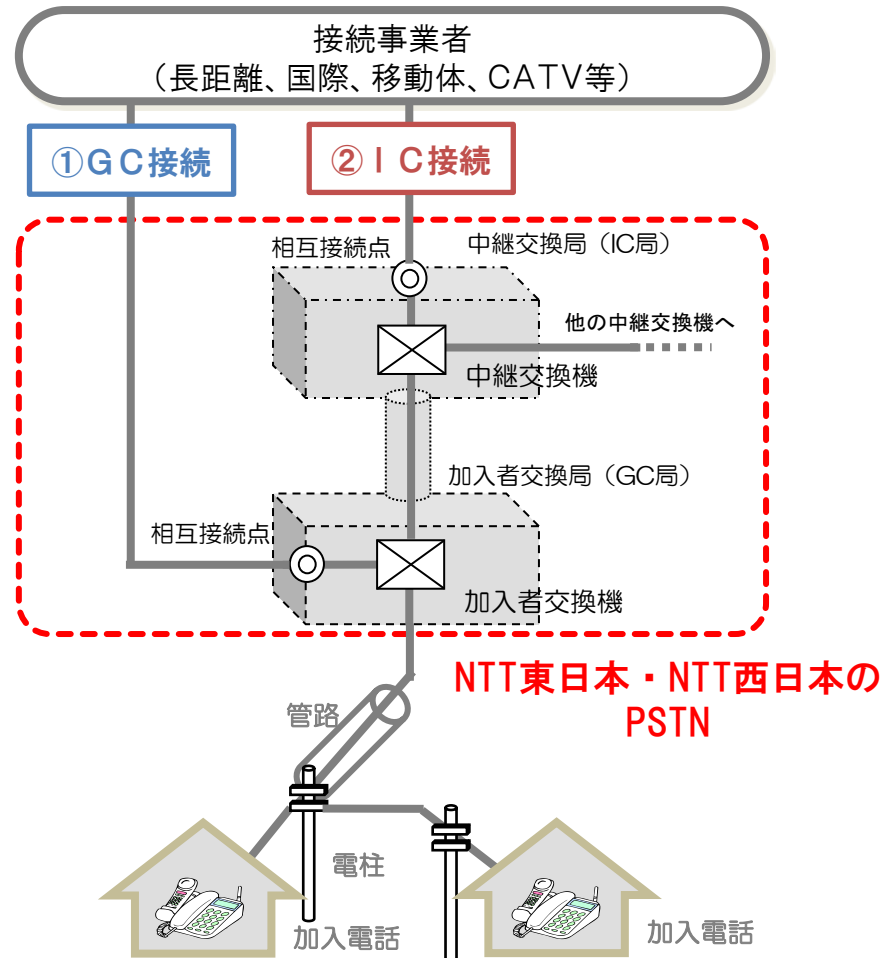 接続事業者
（長距離、国際、移動体、CATV等）
①GC接続
②IC接続
相互接続点
中継交換局（IC局）
他の中継交換機へ
中継交換機
加入者交換局（GC局）
相互接続点
加入者交換機
NTT東日本・NTT西日本の
PSTN
管路
電柱
加入電話
加入電話